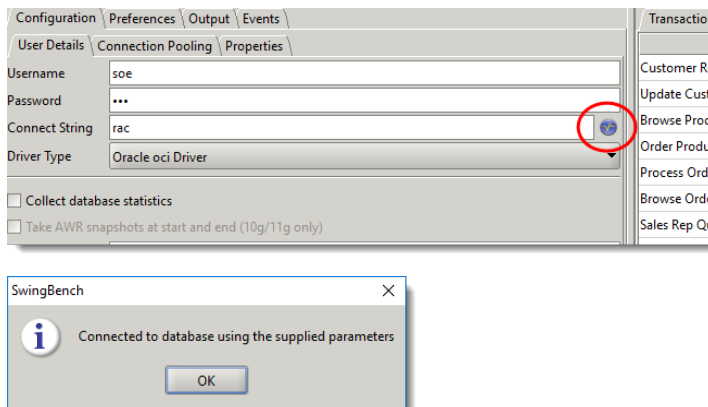 Configuration Preferences Output Events
Transactio
User Details Connection Pooling Properties
Username soe
Customer R
Password •••
Update Cust
Connect String rac
Browse Prod
Driver Type Oracle oci Driver
Order Produ
Process Ord
Collect database statistics
Browse Orde
Take AWR snapshots at start and end (10g/11g only)
Sales Rep Qu
SwingBench
Connected to database using the supplied parameters
OK